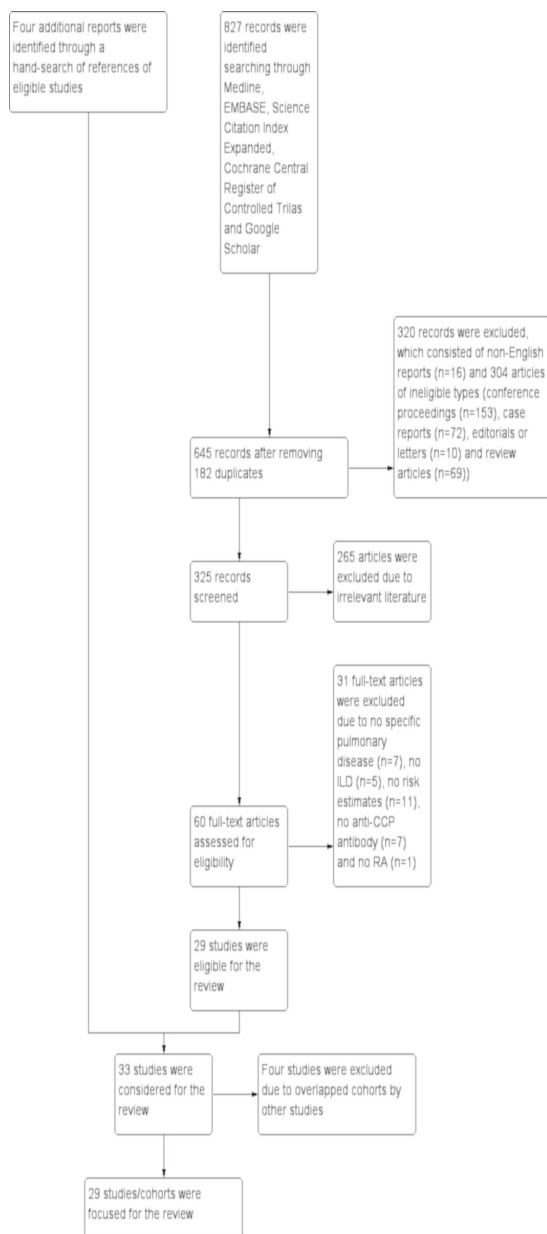 Four additional reports were
identified through a
hand-search of references of
eligible studies
827 records were
identified
searching through
Medline,
EMBASE, Science
Citation Index
Expanded,
Cochrane Central
Register of
Controlled Trilas
and Google
Scholar
320 records were excluded,
which consisted of non-English
reports (n=16) and 304 articles
of ineligible types (conference
proceedings (n=153), case
reports (n=72), editorials or
letters (n=10) and review
articles (n=69))
645 records after removing
182 duplicates
325 records
screened
265 articles were
excluded due to
irrelevant literature
31 full-text articles
were excluded
due to no specific
pulmonary
disease (n=7), no
ILD (n=5), no risk
estimates (n=11),
no anti-CCP
antibody (n=7)
and no RA (n=1)
60 full-text articles
assessed for
eligibility
29 studies were
eligible for the
review
33 studies were
considered for the
review
Four studies were excluded
due to overlapped cohorts by
other studies
29 studies/cohorts were
focused for the review